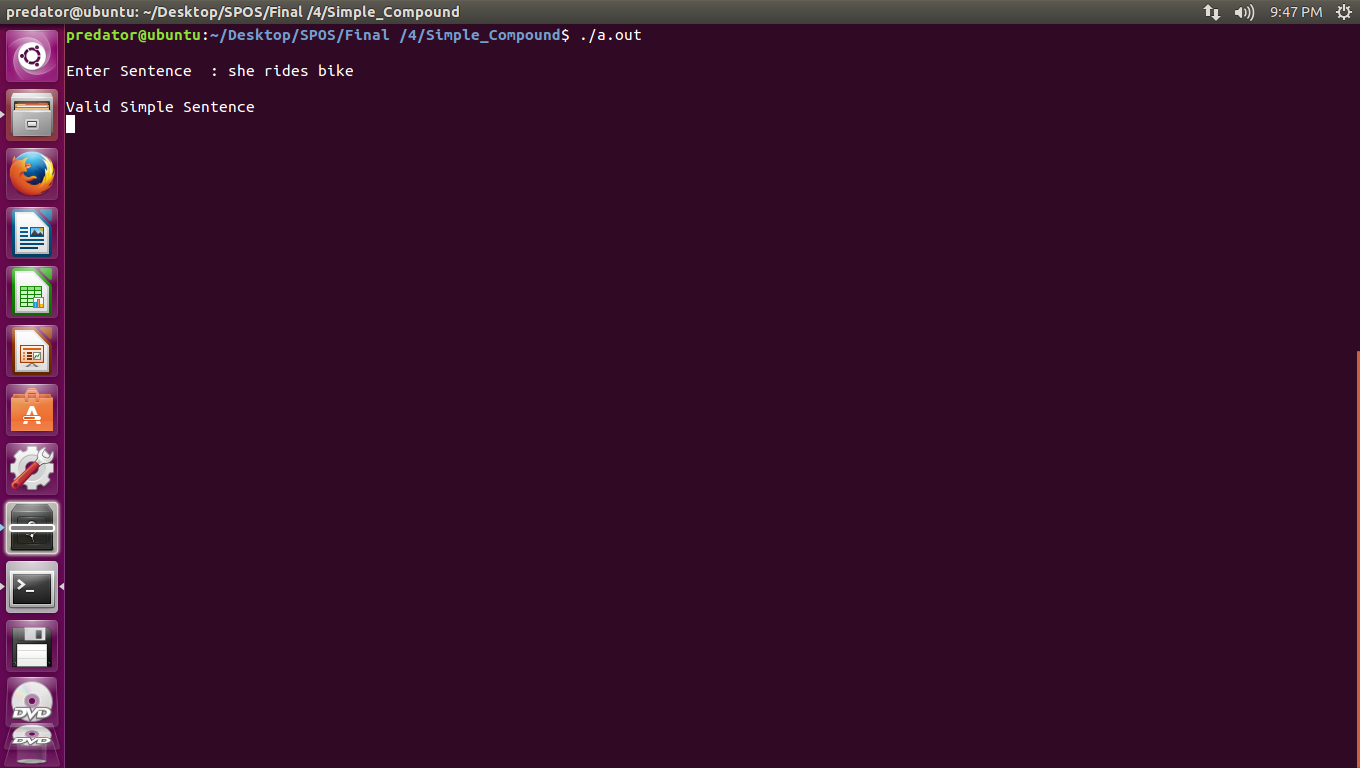 predator@ubuntu: ~/Desktop/SPOS/Final /4/Simple_Compound
9:47 PM
predator@ubuntu:~/Desktop/SPOS/Final /4/Simple_Compound$ ./a.out
Enter Sentence  : she rides bike
Valid Simple Sentence
A
>_
DVD
DVD